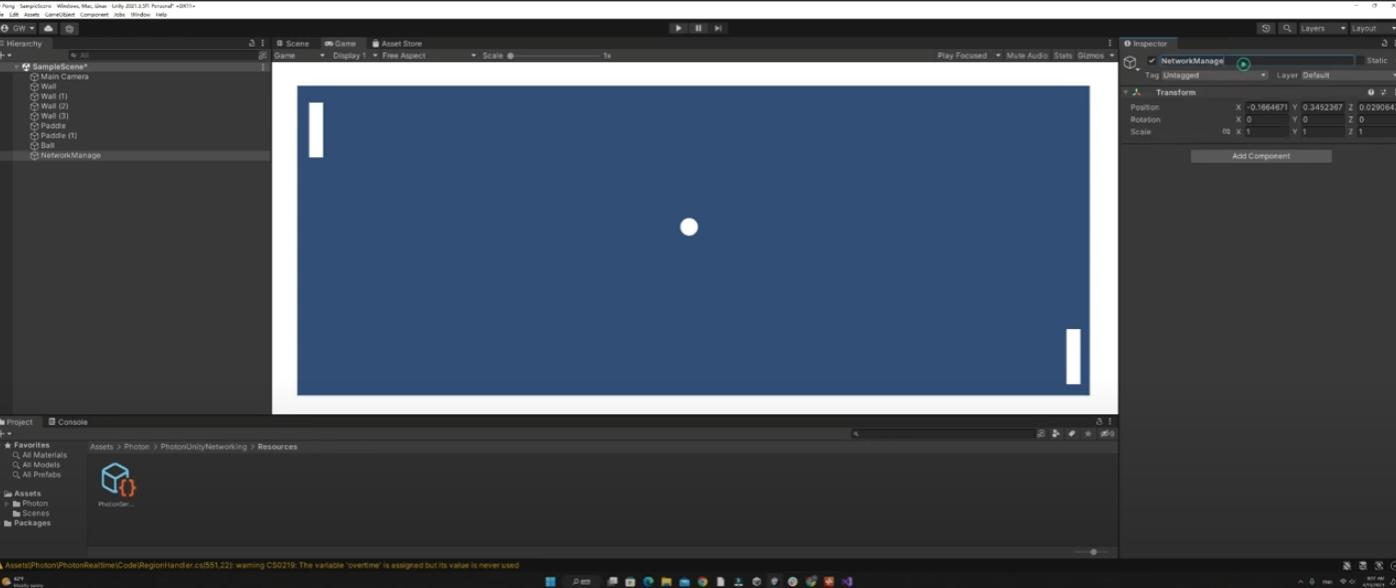 Pong - SampleScene - Windows, Mac, Linux - Unity 2021.3.5f1 Personal* <DX11>
Edit Assets GameObject Component Jobs Window Help
GW Layers Layout
Hierarchy Scene Game Asset Store Inspector
All Game Display 1 Free Aspect Scale 1x Play Focused Mute Audio Stats Gizmos
NetworkManage Static
SampleScene*
Tag Untagged Layer Default
Main Camera
Wall
Transform
Wall (1)
Wall (2)
Position X -0.1664671 Y 0.3452367 Z 0.029064
Wall (3)
Rotation X 0 Y 0 Z 0
Paddle
Scale X 1 Y 1 Z 1
Paddle (1)
Ball
NetworkManage
Add Component
Project Console
Favorites
Assets > Photon > PhotonUnityNetworking > Resources
All Materials
All Models
All Prefabs
Assets
Photon
PhotonSer...
Scenes
Packages
Assets\Photon\PhotonRealtime\Code\RegionHandler.cs(551,22): warning CS0219: The variable 'overtime' is assigned but its value is never used
Mostly sunny